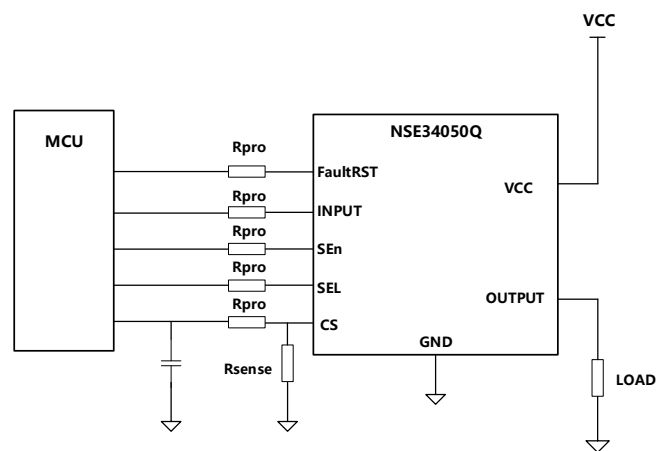 VCC
MCU
NSE34050Q
Rpro
FaultRST
Rpro
INPUT
VCC
Rpro
SEn
Rpro
SEL
OUTPUT
Rpro
CS
GND
Rsense
LOAD